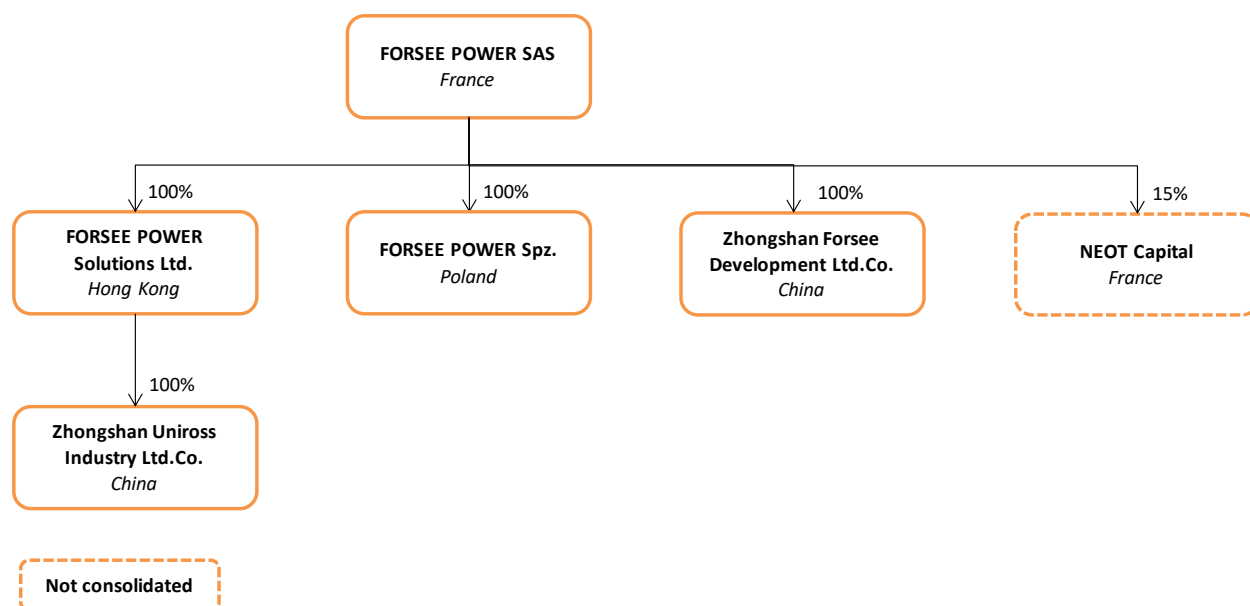 FORSEE POWER SAS
France
100%
100%
100%
15%
FORSEE POWER
Solutions Ltd.
Hong Kong
FORSEE POWER Spz.
Poland
Zhongshan Forsee
Development Ltd.Co.
China
NEOT Capital
France
100%
Zhongshan Uniross
Industry Ltd.Co.
China
Not consolidated